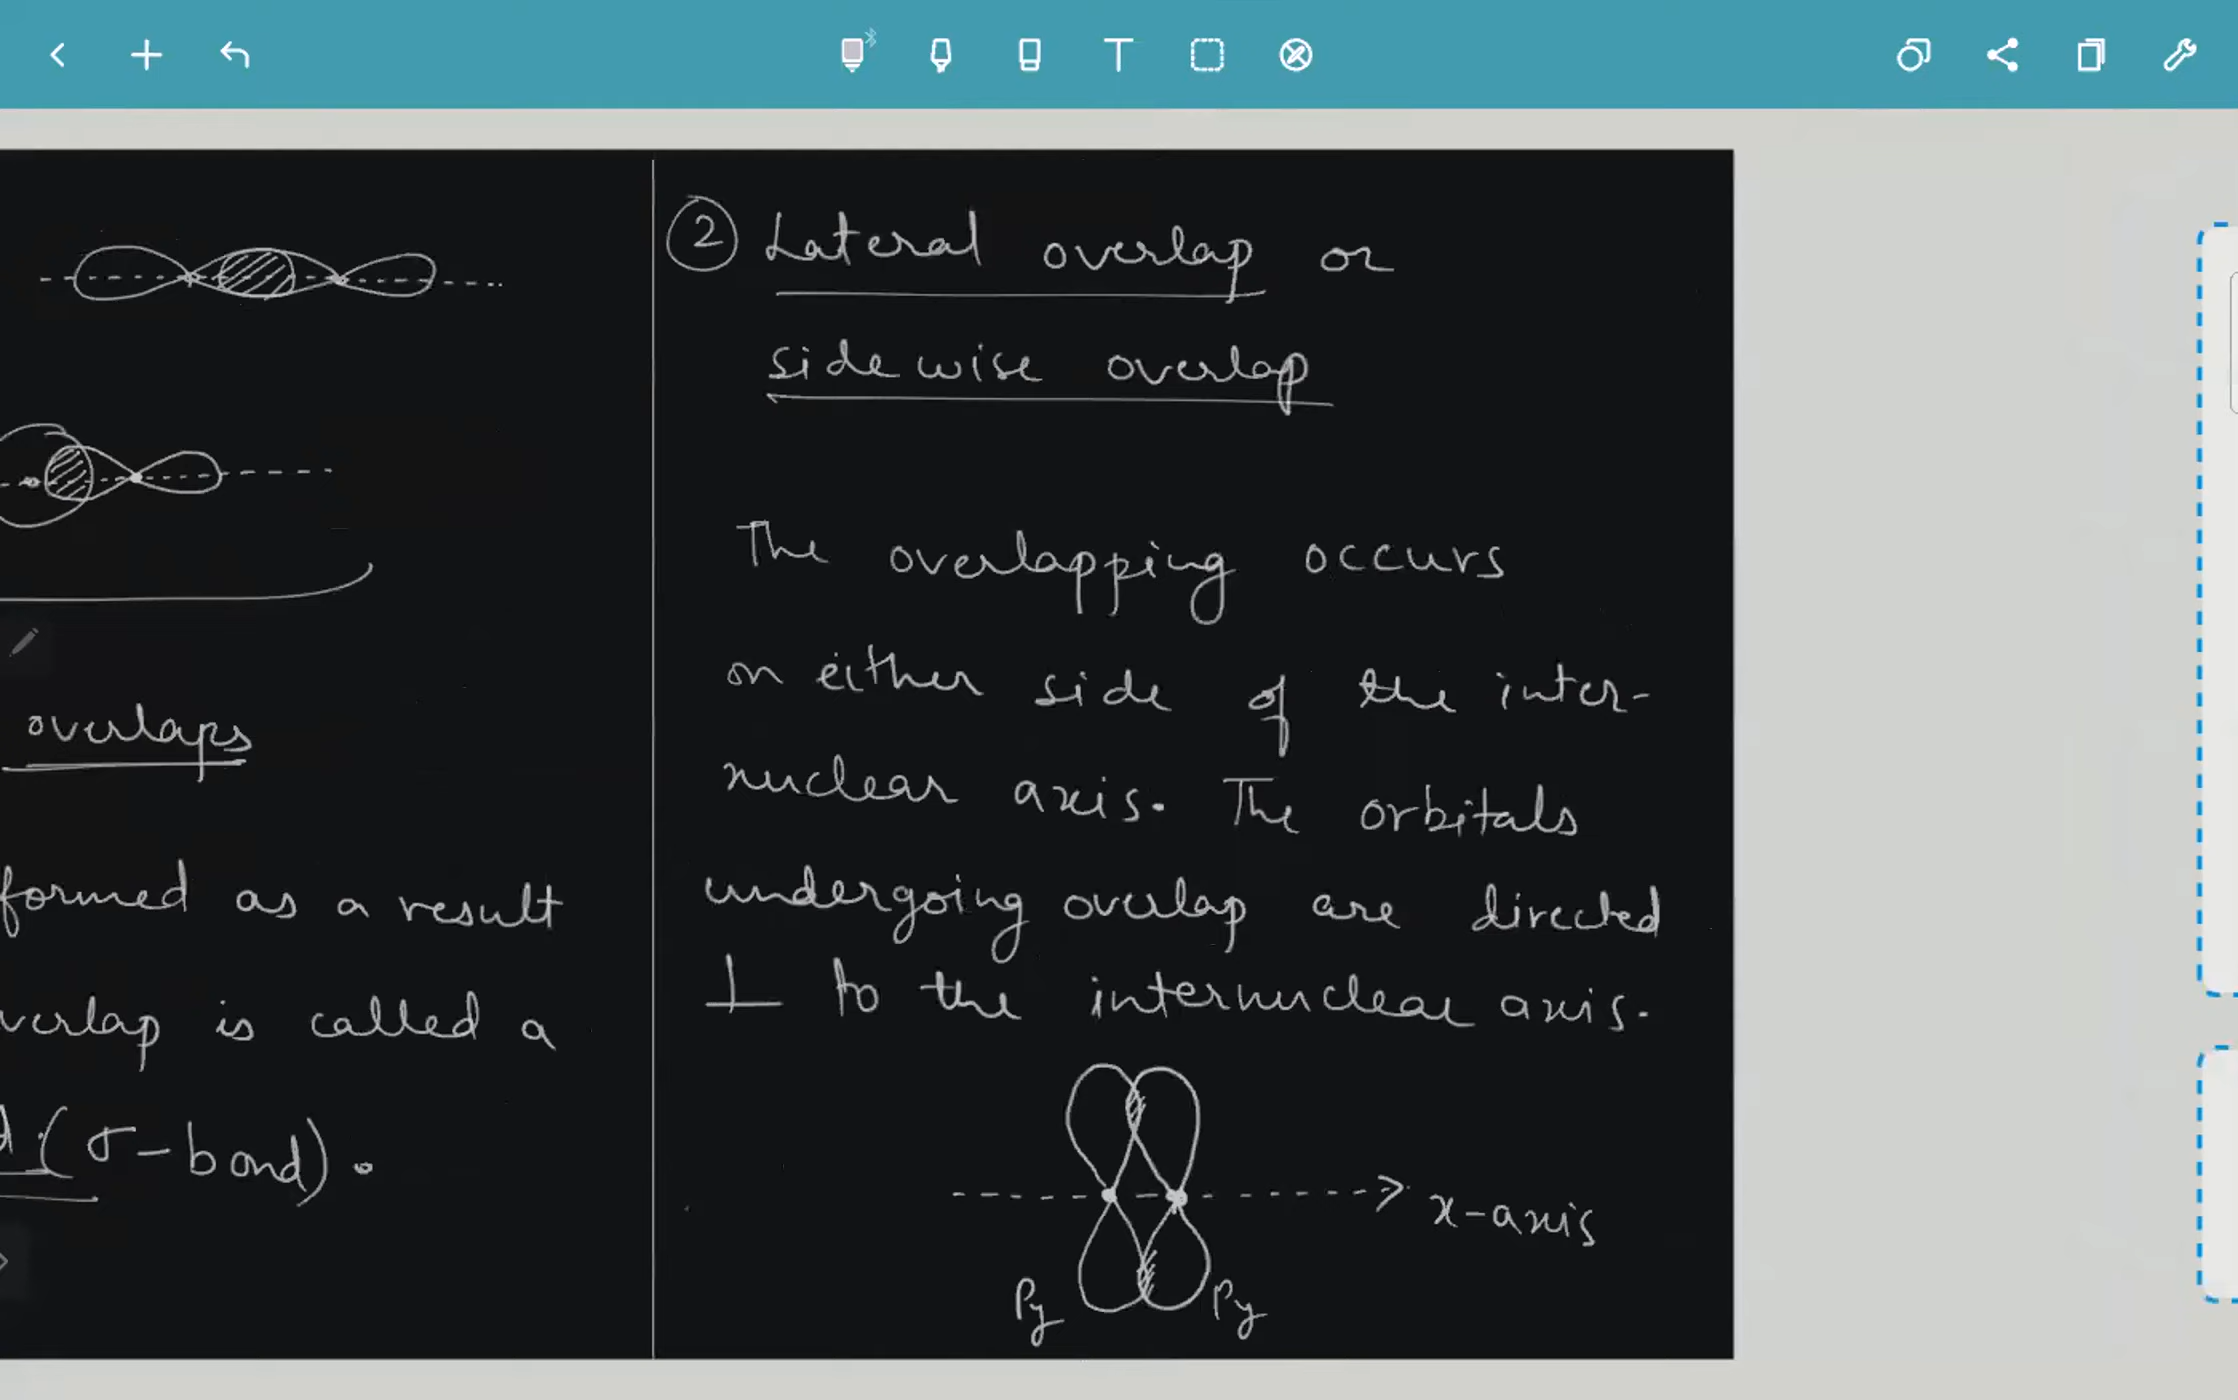 overlaps
formed as a result
overlap is called a
(σ-bond).
② Lateral overlap or
sidewise overlap
The overlapping occurs
on either side of the inter-
nuclear axis. The orbitals
undergoing overlap are directed
⊥ to the internuclear axis.
x-axis
Py Py